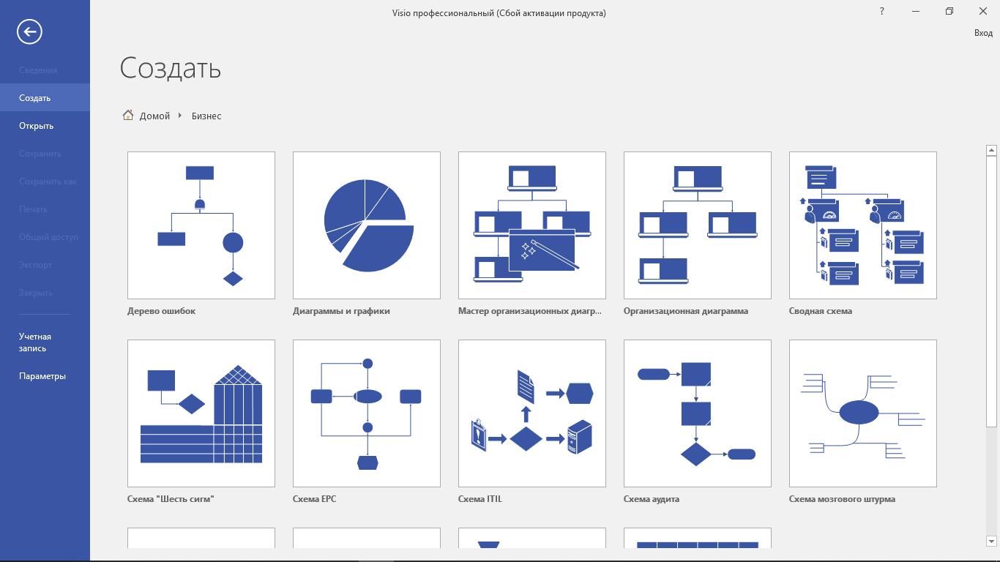 Visio профессиональный (Сбой активации продукта)
?
Вход
Сведения
Создать
Открыть
Сохранить
Сохранить как
Печать
Общий доступ
Экспорт
Закрыть
Учетная
запись
Параметры
Создать
Домой
Бизнес
Дерево ошибок
Диаграммы и графики
Мастер организационных диагр...
Организационная диаграмма
Сводная схема
Схема "Шесть сигм"
Схема EPC
Схема ITIL
Схема аудита
Схема мозгового штурма